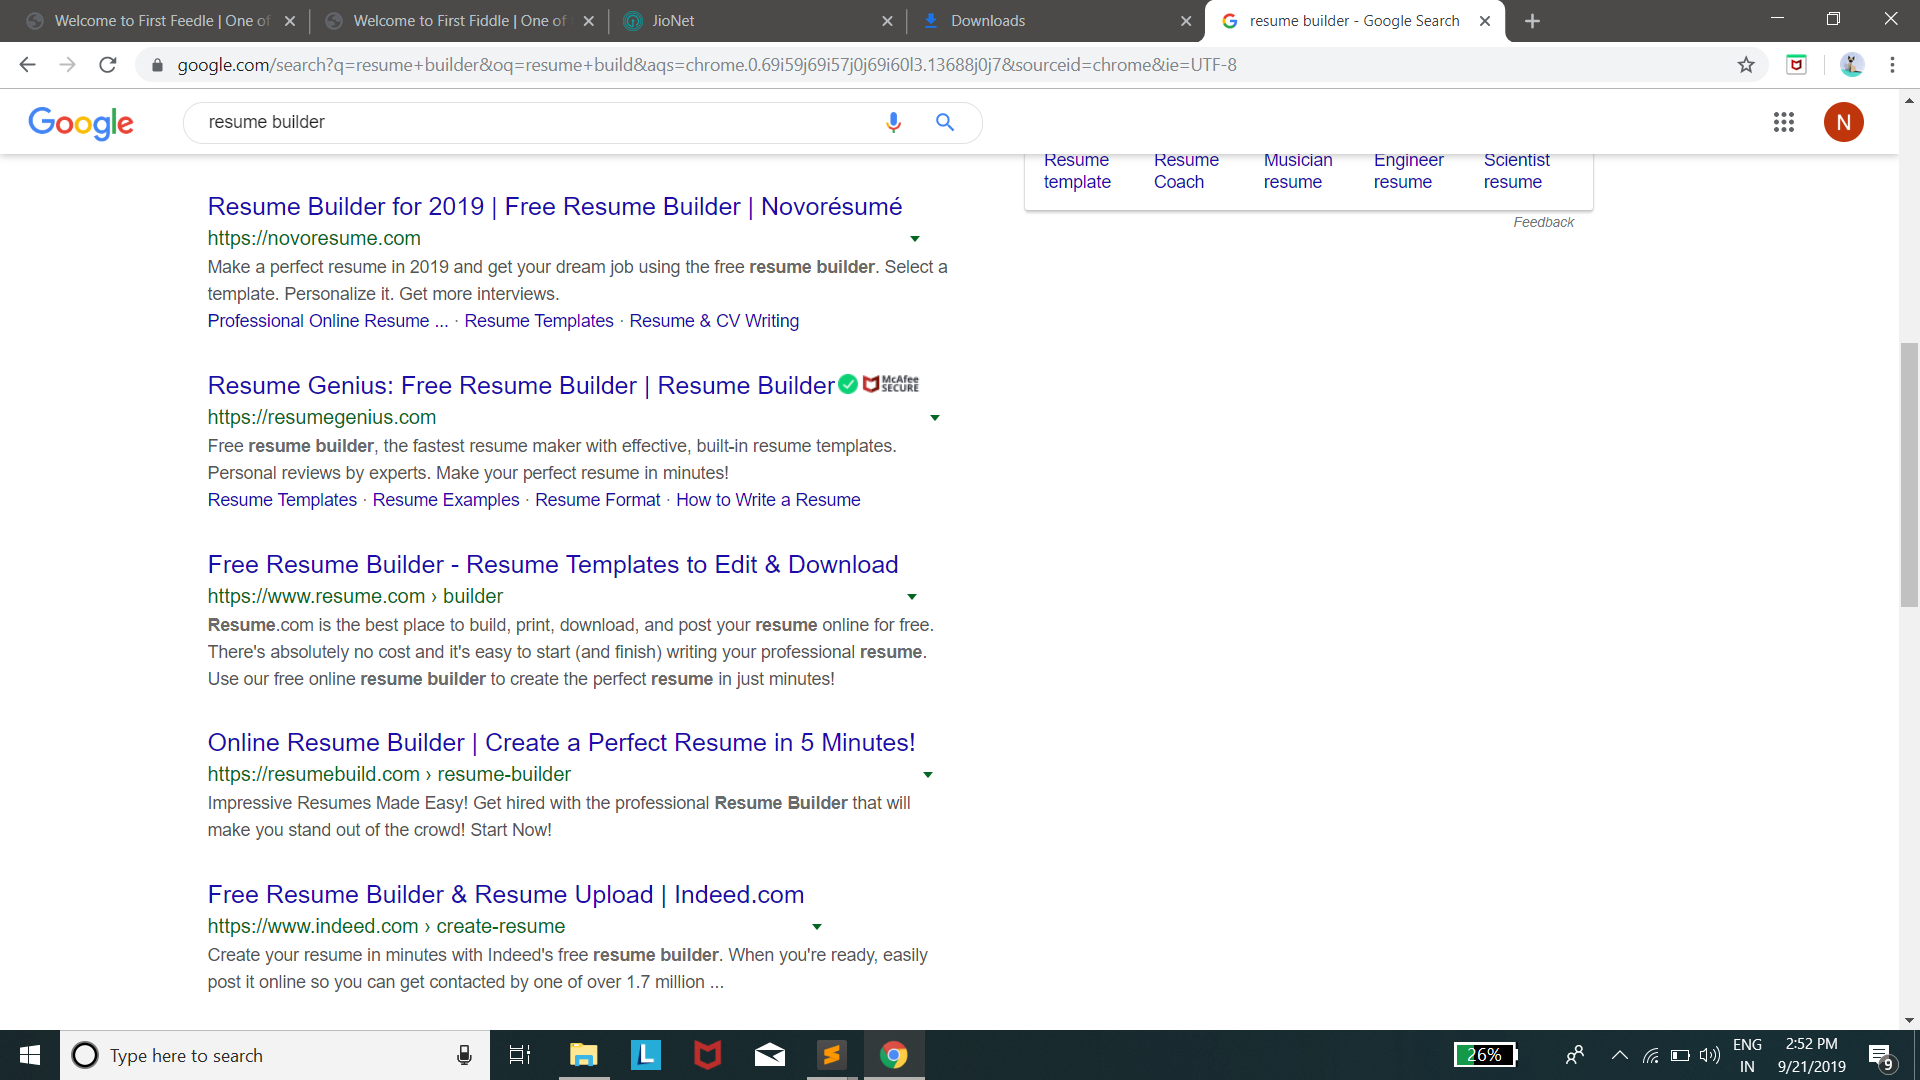 Welcome to First Feedle | One of
Welcome to First Fiddle | One of
JioNet
Downloads
resume builder - Google Search
google.com/search?q=resume+builder&oq=resume+build&aqs=chrome.0.69i59j69i57j0j69i60l3.13688j0j7&sourceid=chrome&ie=UTF-8
Google
resume builder
N
Resume template
Resume Coach
Musician resume
Engineer resume
Scientist resume
Feedback
Resume Builder for 2019 | Free Resume Builder | Novorésumé
https://novoresume.com
Make a perfect resume in 2019 and get your dream job using the free resume builder. Select a
template. Personalize it. Get more interviews.
Professional Online Resume ... · Resume Templates · Resume & CV Writing
Resume Genius: Free Resume Builder | Resume Builder McAfee SECURE
https://resumegenius.com
Free resume builder, the fastest resume maker with effective, built-in resume templates.
Personal reviews by experts. Make your perfect resume in minutes!
Resume Templates · Resume Examples · Resume Format · How to Write a Resume
Free Resume Builder - Resume Templates to Edit & Download
https://www.resume.com › builder
Resume.com is the best place to build, print, download, and post your resume online for free.
There's absolutely no cost and it's easy to start (and finish) writing your professional resume.
Use our free online resume builder to create the perfect resume in just minutes!
Online Resume Builder | Create a Perfect Resume in 5 Minutes!
https://resumebuild.com › resume-builder
Impressive Resumes Made Easy! Get hired with the professional Resume Builder that will
make you stand out of the crowd! Start Now!
Free Resume Builder & Resume Upload | Indeed.com
https://www.indeed.com › create-resume
Create your resume in minutes with Indeed's free resume builder. When you're ready, easily
post it online so you can get contacted by one of over 1.7 million ...
Type here to search
L
26%
ENG
IN
2:52 PM
9/21/2019
9